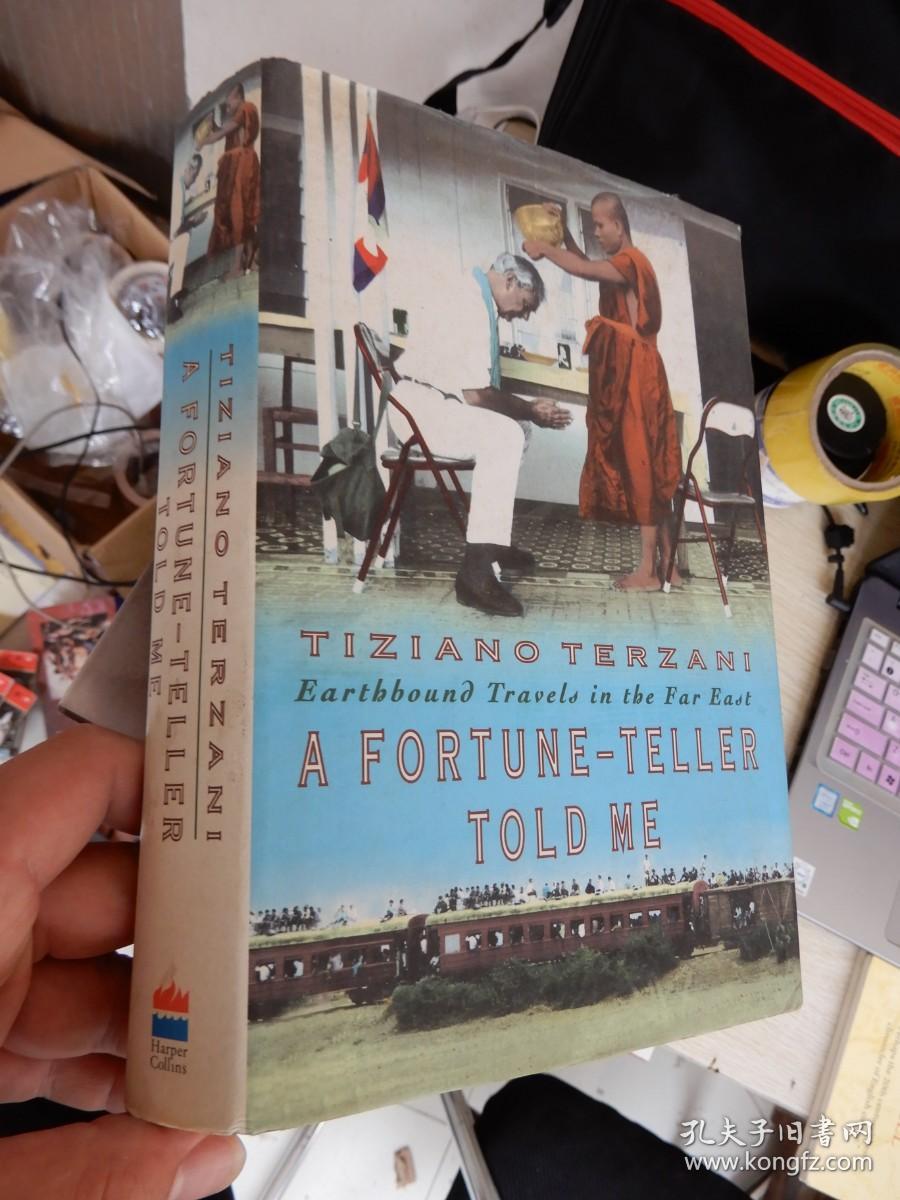 TIZIANO TERZANI
A FORTUNE-TELLER
TOLD ME
Harper
Collins
TIZIANO TERZANI
Earthbound Travels in the Far East
A FORTUNE-TELLER
TOLD ME
孔夫子旧书网
www.kongfz.com